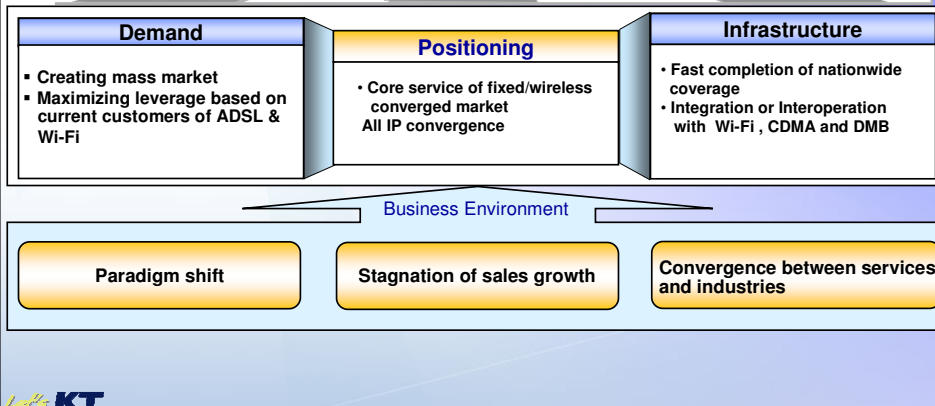 Demand
▪ Creating mass market
▪ Maximizing leverage based on
current customers of ADSL &
Wi-Fi
Positioning
• Core service of fixed/wireless
converged market
All IP convergence
Infrastructure
• Fast completion of nationwide
coverage
• Integration or Interoperation
with Wi-Fi , CDMA and DMB
Business Environment
Paradigm shift
Stagnation of sales growth
Convergence between services
and industries
Let's KT